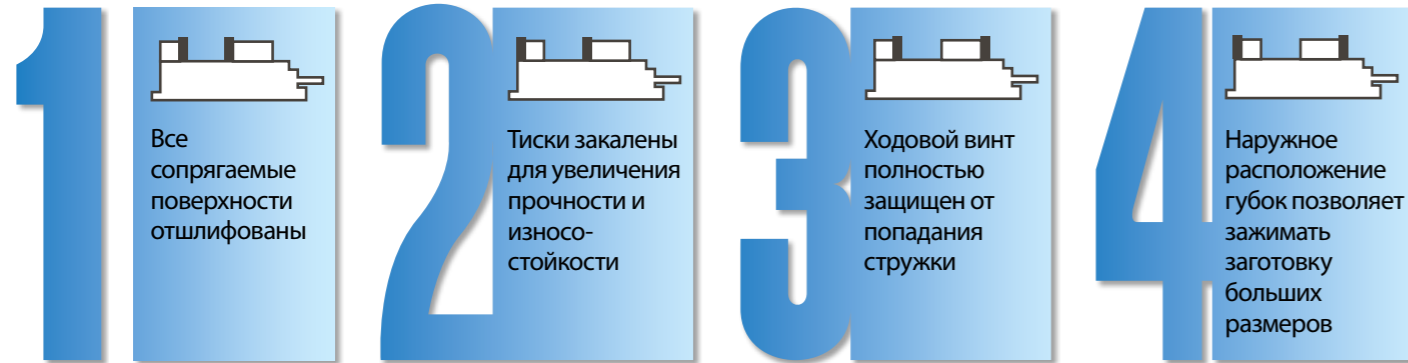 1
Все
сопрягаемые
поверхности
отшлифованы
2
Тиски закалены
для увеличения
прочности и
износо-
стойкости
3
Ходовой винт
полностью
защищен от
попадания
стружки
4
Наружное
расположение
губок позволяет
зажимать
заготовку
больших
размеров